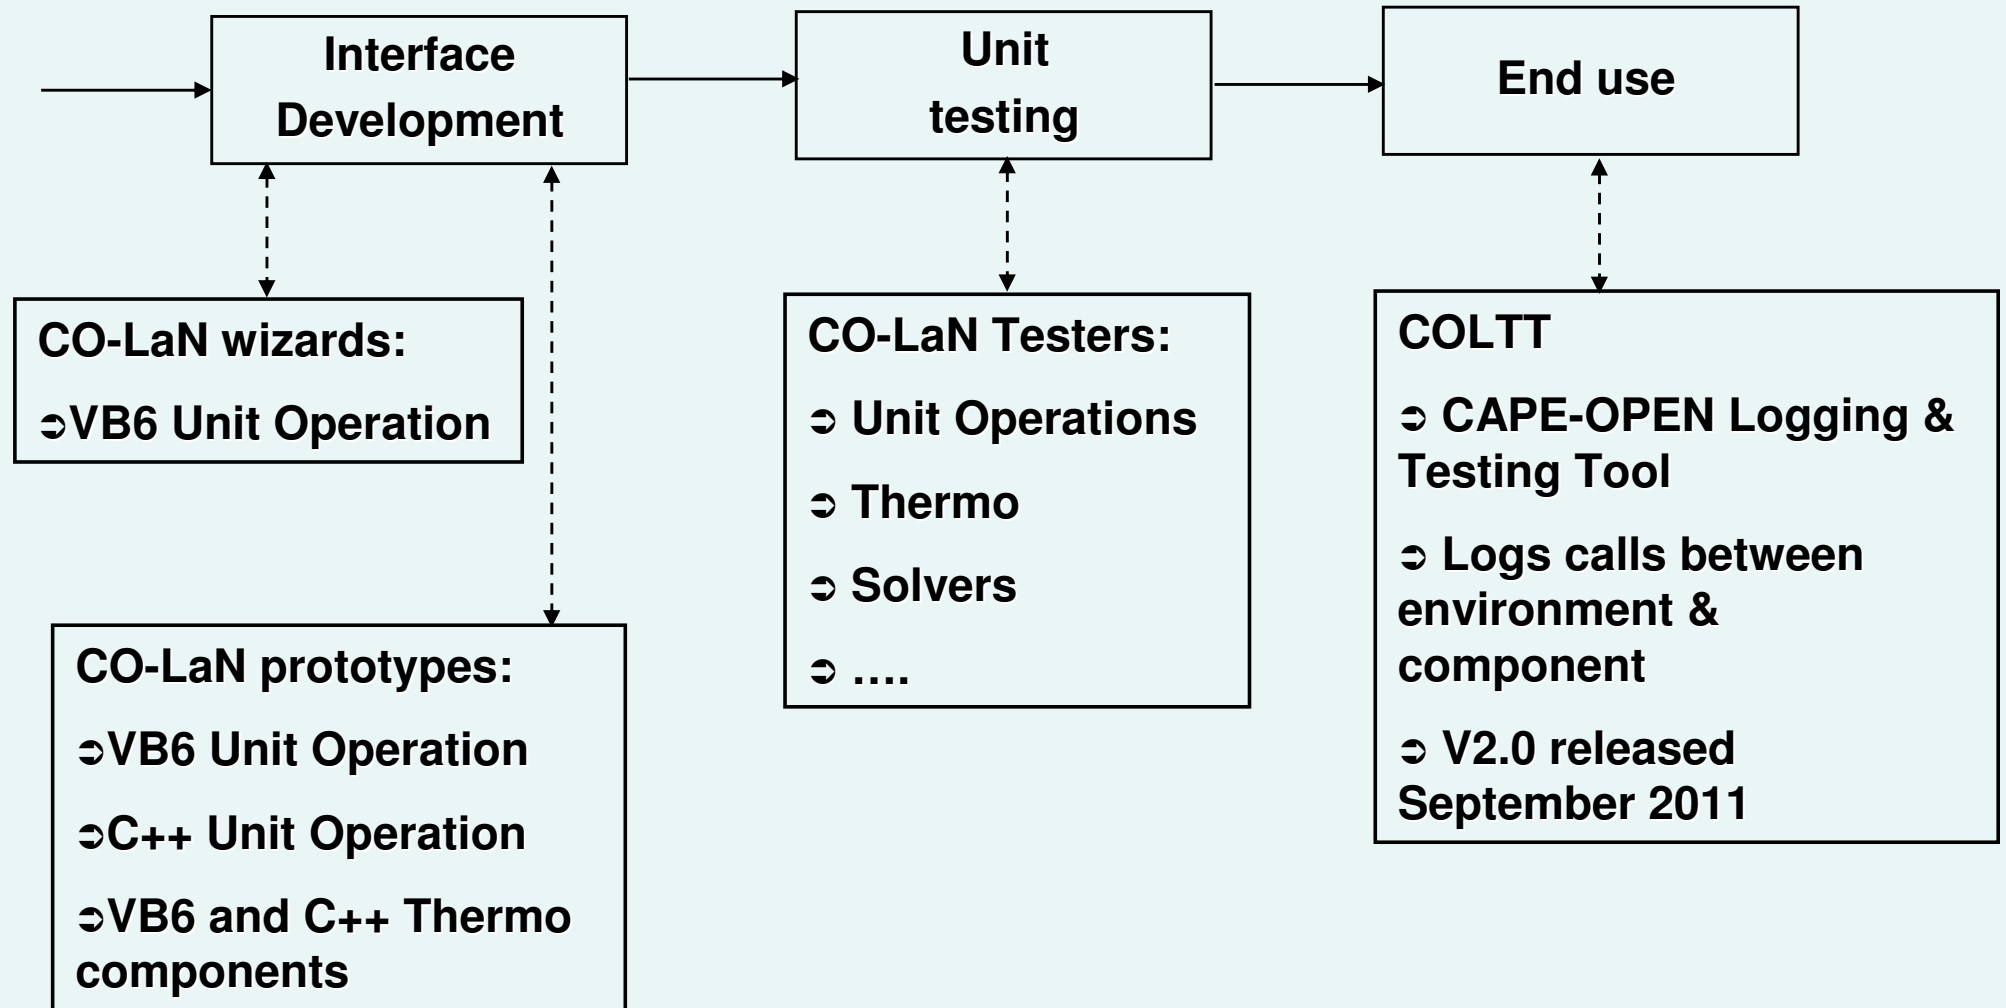 Interface
Development
Unit
testing
End use
CO-LaN wizards:
➲VB6 Unit Operation
CO-LaN prototypes:
➲VB6 Unit Operation
➲C++ Unit Operation
➲VB6 and C++ Thermo
components
CO-LaN Testers:
➲ Unit Operations
➲ Thermo
➲ Solvers
➲ ....
COLTT
➲ CAPE-OPEN Logging &
Testing Tool
➲ Logs calls between
environment &
component
➲ V2.0 released
September 2011